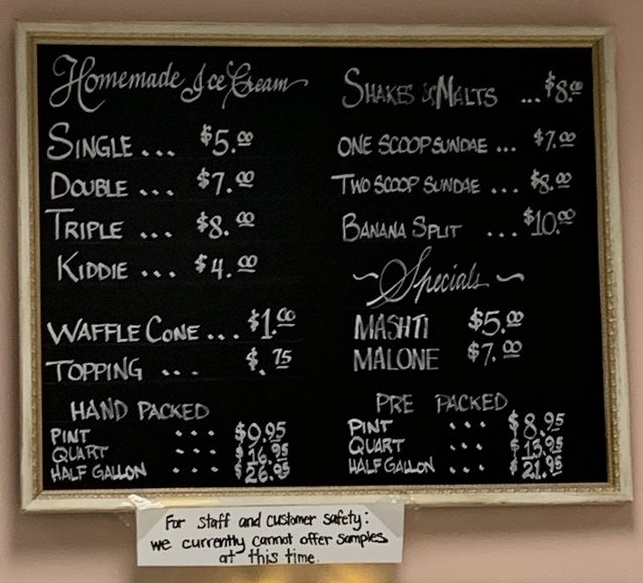 Homemade Ice Cream
SINGLE ... $5.00
DOUBLE ... $7.00
TRIPLE ... $8.00
KIDDIE ... $4.00
WAFFLE CONE ... $1.00
TOPPING ... $.75
HAND PACKED
PINT ... $9.95
QUART ... $16.95
HALF GALLON ... $26.95
SHAKES & MALTS ... $8.00
ONE SCOOP SUNDAE ... $7.00
TWO SCOOP SUNDAE ... $8.00
BANANA SPLIT ... $10.00
~Specials~
MASHTI $5.00
MALONE $7.00
PRE PACKED
PINT ... $8.95
QUART ... $13.95
HALF GALLON ... $21.95
For staff and customer safety:
we currently cannot offer samples
at this time.